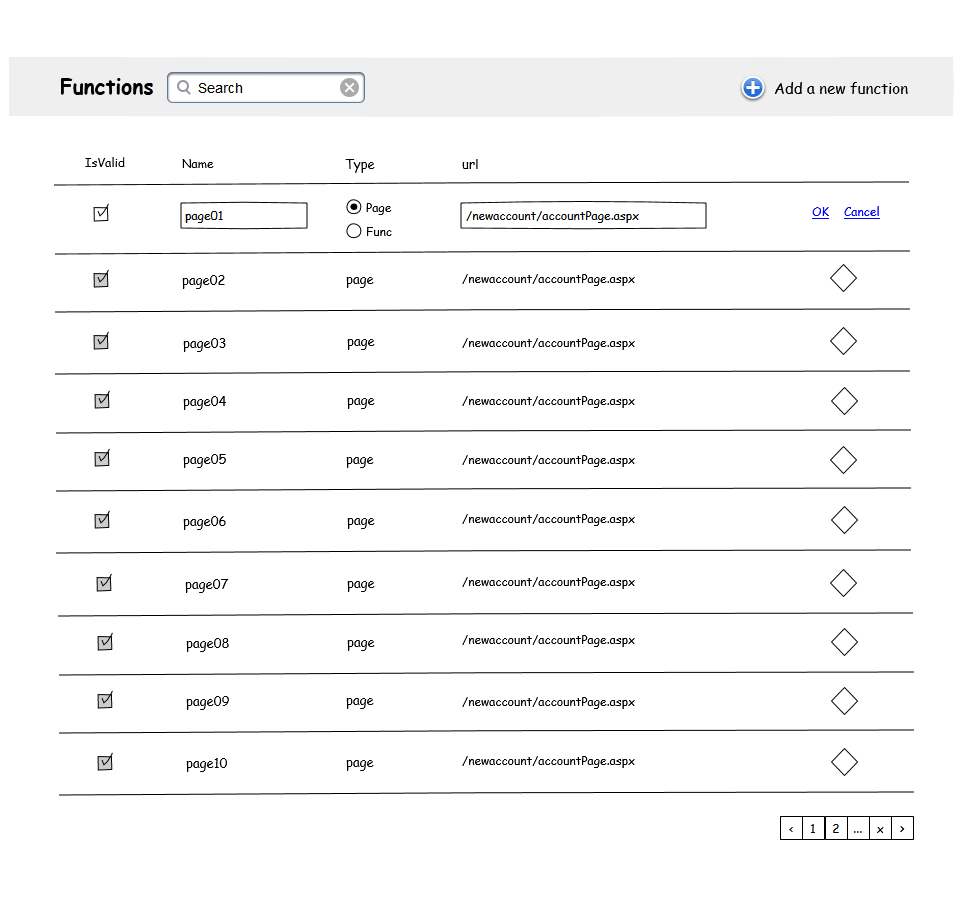 Functions Search Add a new function
IsValid Name Type url
page01 Page /newaccount/accountPage.aspx OK Cancel
Func
page02 page /newaccount/accountPage.aspx
page03 page /newaccount/accountPage.aspx
page04 page /newaccount/accountPage.aspx
page05 page /newaccount/accountPage.aspx
page06 page /newaccount/accountPage.aspx
page07 page /newaccount/accountPage.aspx
page08 page /newaccount/accountPage.aspx
page09 page /newaccount/accountPage.aspx
page10 page /newaccount/accountPage.aspx
< 1 2 ... x >